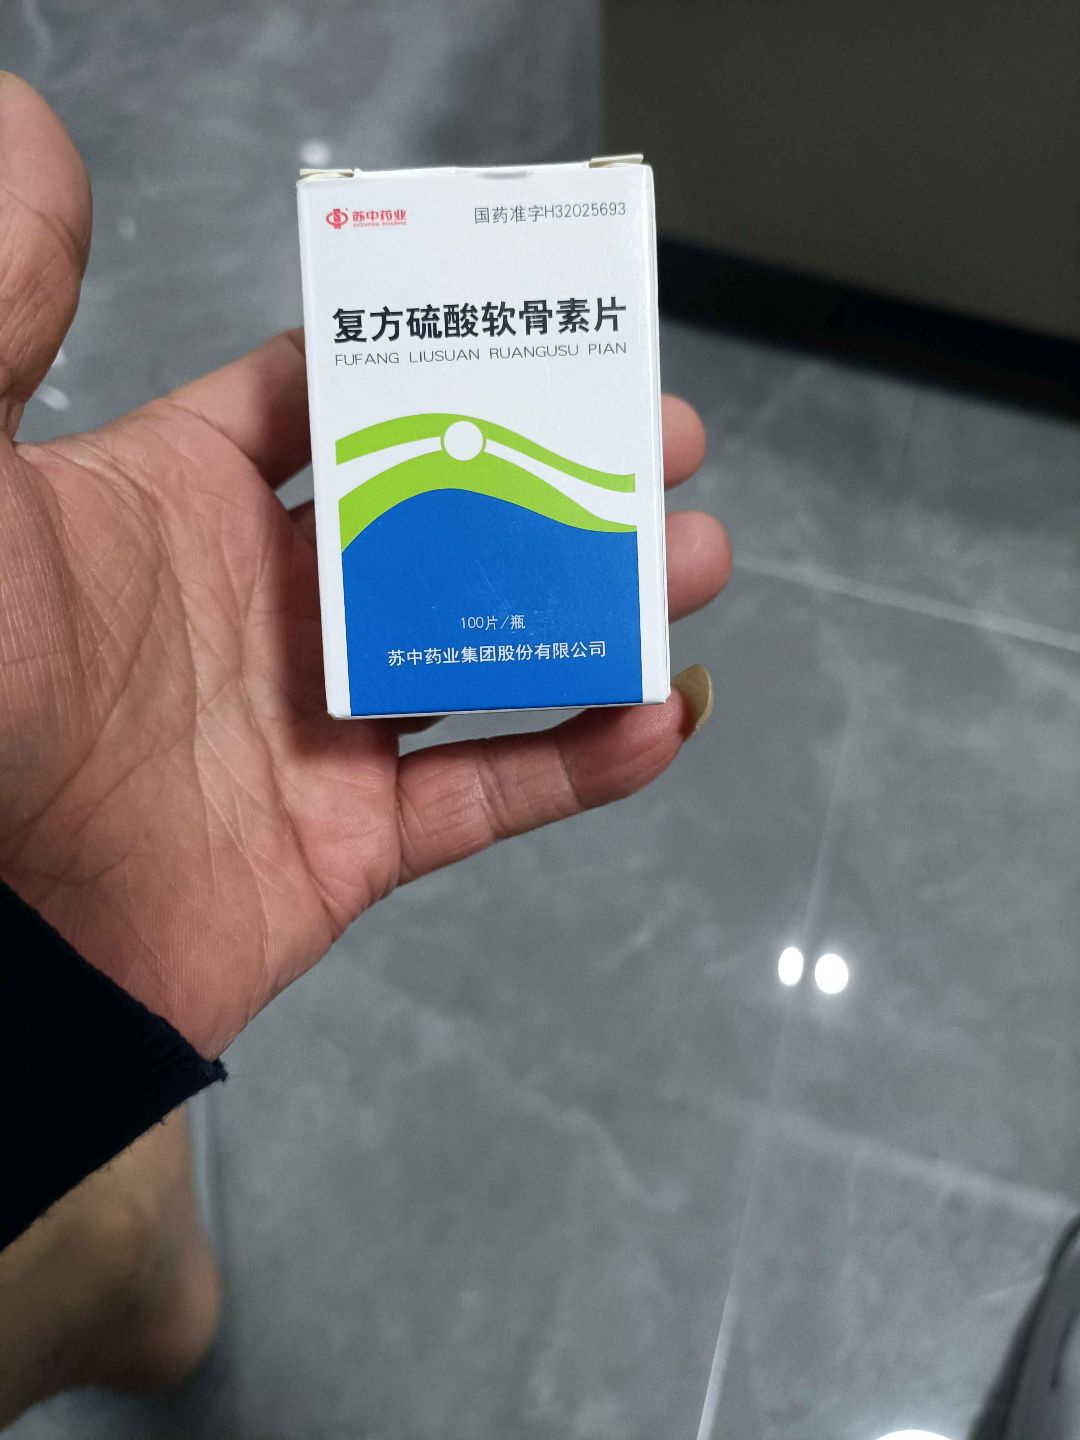 苏中药业
国药准字H32025693
复方硫酸软骨素片
FUFANG LIUSUAN RUANGUSU PIAN
100片/瓶
苏中药业集团股份有限公司